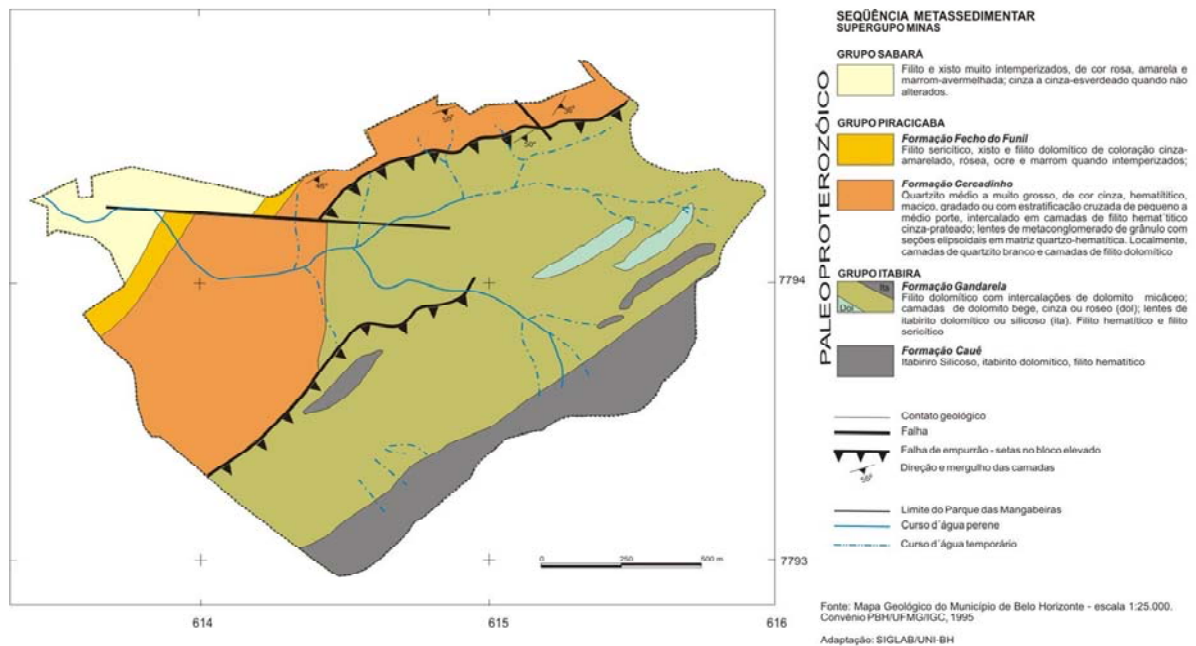 SEQÜÊNCIA METASSEDIMENTAR
SUPERGUPO MINAS
PALEOPROTEROZÓICO
GRUPO SABARÁ
Filito e xisto muito intemperizados, de cor rosa, amarela e
marrom-avermelhada; cinza a cinza-esverdeado quando não
alterados.
GRUPO PIRACICABA
Formação Fecho do Funil
Filito sericítico, xisto e filito dolomítico de coloração cinza-
amarelado, rósea, ocre e marrom quando intemperizados;
Formação Cercadinho
Quartzito médio a muito grosso, de cor cinza, hematítitico,
maciço, gradado ou com estratificação cruzada de pequeno a
médio porte, intercalado em camadas de filito hemat´titico
cinza-prateado; lentes de metaconglomerado de grânulo com
seções elipsoidais em matriz quartzo-hematítica. Localmente,
camadas de quartzito branco e camadas de filito dolomítico
GRUPO ITABIRA
Ita
Dol
Formação Gandarela
Filito dolomítico com intercalações de dolomito micáceo;
camadas de dolomito bege, cinza ou roseo (dol); lentes de
itabirito dolomítico ou silicoso (ita). Filito hematítico e filito
sericítico
Formação Cauê
Itabiriro Silicoso, itabirito dolomítico, filito hematítico
Contato geológico
Falha
Falha de empurrão - setas no bloco elevado
Direção e mergulho das camadas
50°
Limite do Parque das Mangabeiras
Curso d´água perene
Curso d´água temporário
50°
0 250 500 m
7794
7793
614 615 616
Fonte: Mapa Geológico do Município de Belo Horizonte - escala 1:25.000.
Convênio PBH/UFMG/IGC, 1995
Adaptação: SIGLAB/UNI-BH